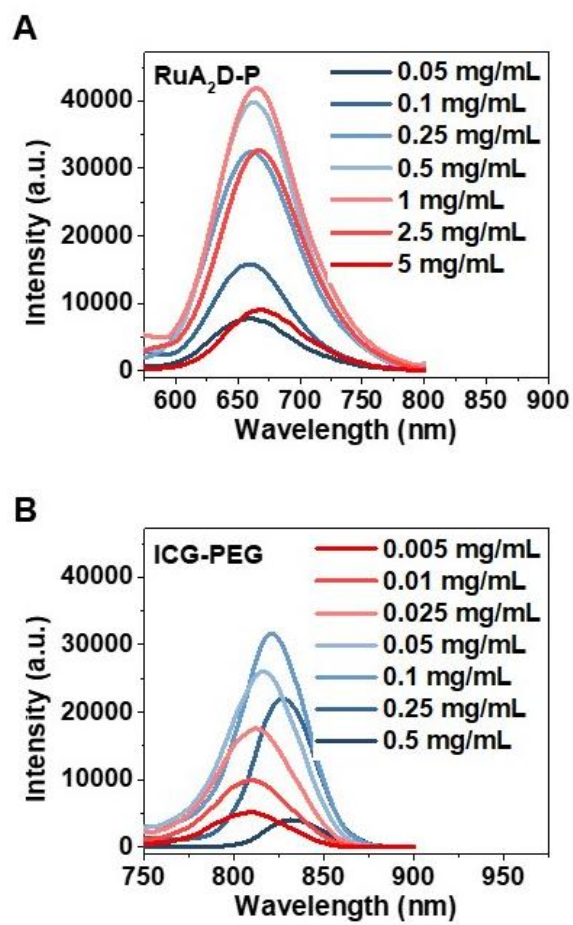 A
RuA₂D-P
0.05 mg/mL
0.1 mg/mL
0.25 mg/mL
0.5 mg/mL
1 mg/mL
2.5 mg/mL
5 mg/mL
Intensity (a.u.)
40000
30000
20000
10000
0
600 650 700 750 800 850 900
Wavelength (nm)
B
ICG-PEG
0.005 mg/mL
0.01 mg/mL
0.025 mg/mL
0.05 mg/mL
0.1 mg/mL
0.25 mg/mL
0.5 mg/mL
Intensity (a.u.)
40000
30000
20000
10000
0
750 800 850 900 950
Wavelength (nm)